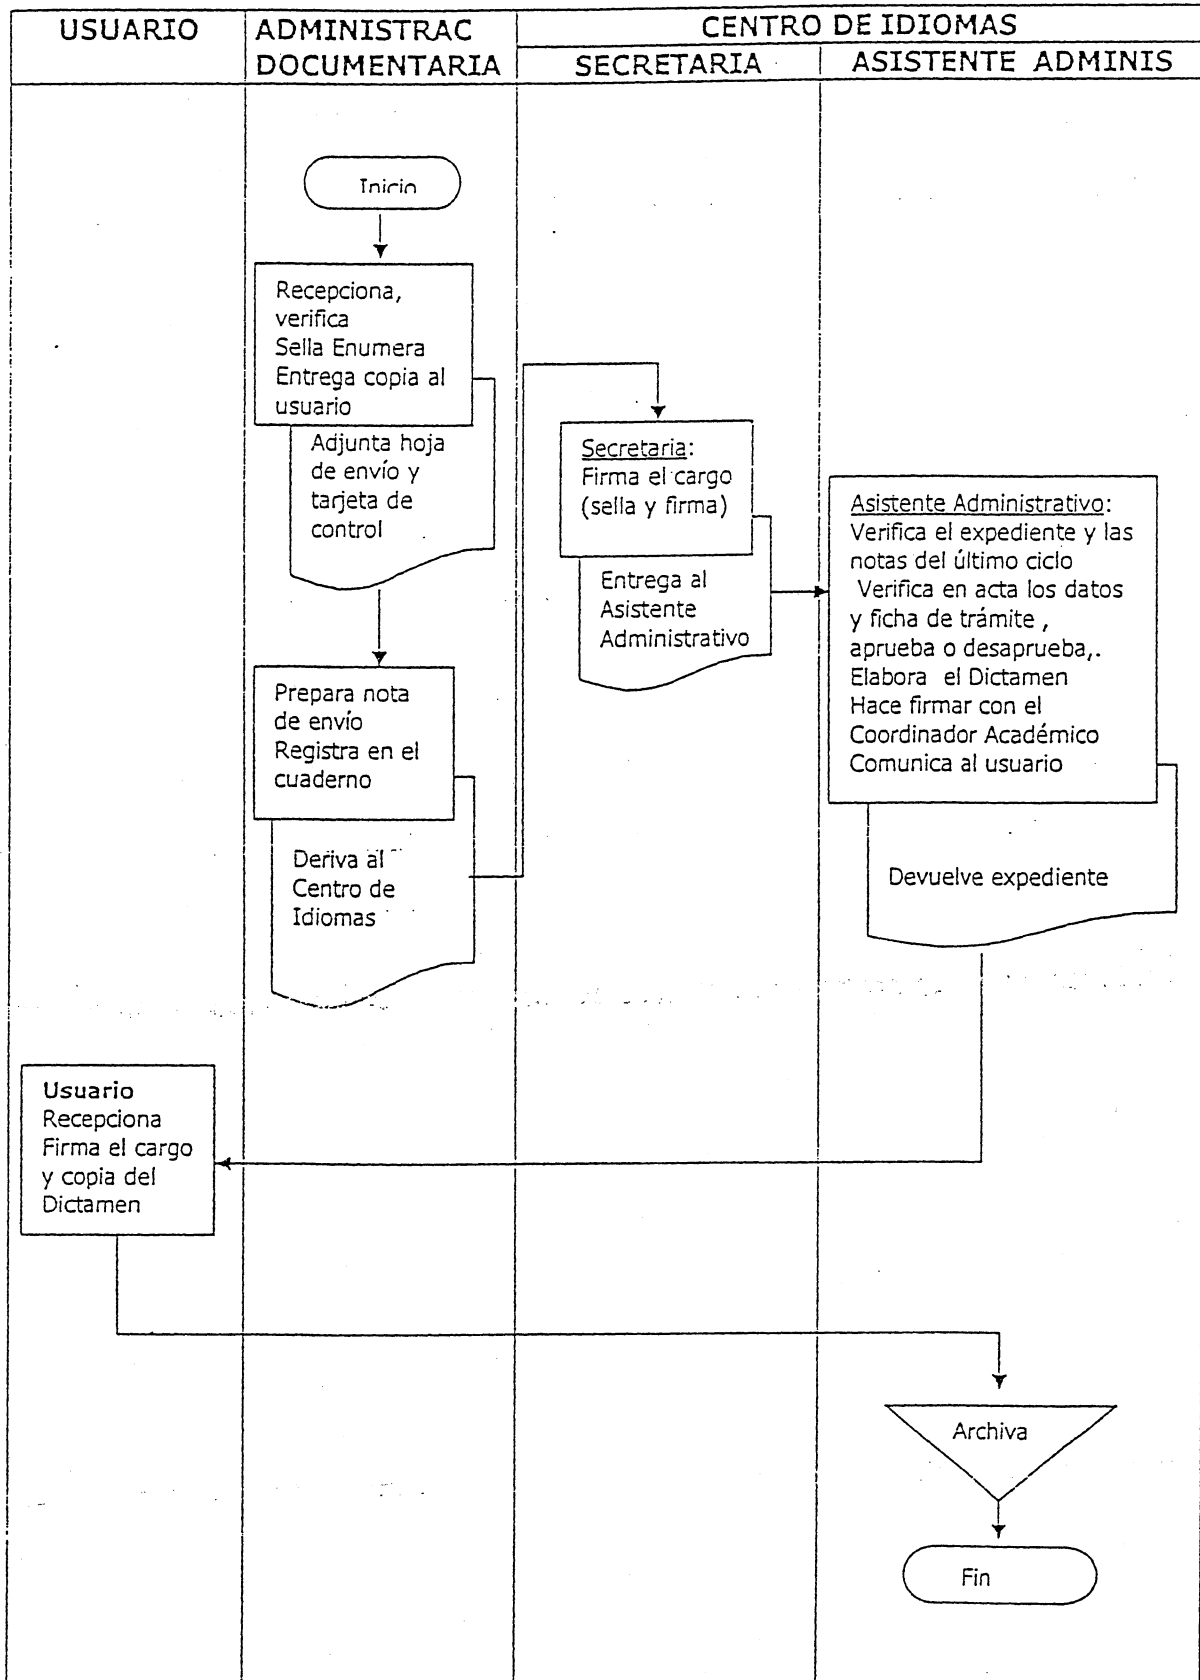 USUARIO
ADMINISTRAC
DOCUMENTARIA
CENTRO DE IDIOMAS
SECRETARIA
ASISTENTE ADMINIS
Inicio
Recepciona,
verifica
Sella Enumera
Entrega copia al
usuario
Adjunta hoja
de envío y
tarjeta de
control
Prepara nota
de envío
Registra en el
cuaderno
Deriva al
Centro de
Idiomas
Secretaria:
Firma el cargo
(sella y firma)
Entrega al
Asistente
Administrativo
Asistente Administrativo:
Verifica el expediente y las
notas del último ciclo
Verifica en acta los datos
y ficha de trámite ,
aprueba o desaprueba,.
Elabora el Dictamen
Hace firmar con el
Coordinador Académico
Comunica al usuario
Devuelve expediente
Usuario
Recepciona
Firma el cargo
y copia del
Dictamen
Archiva
Fin